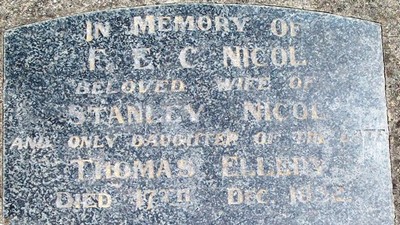 IN MEMORY OF
F. E. C. NICOL
BELOVED WIFE OF
STANLEY NICOL
AND ONLY DAUGHTER OF THE LATE
THOMAS ELLERY
DIED 17TH DEC.